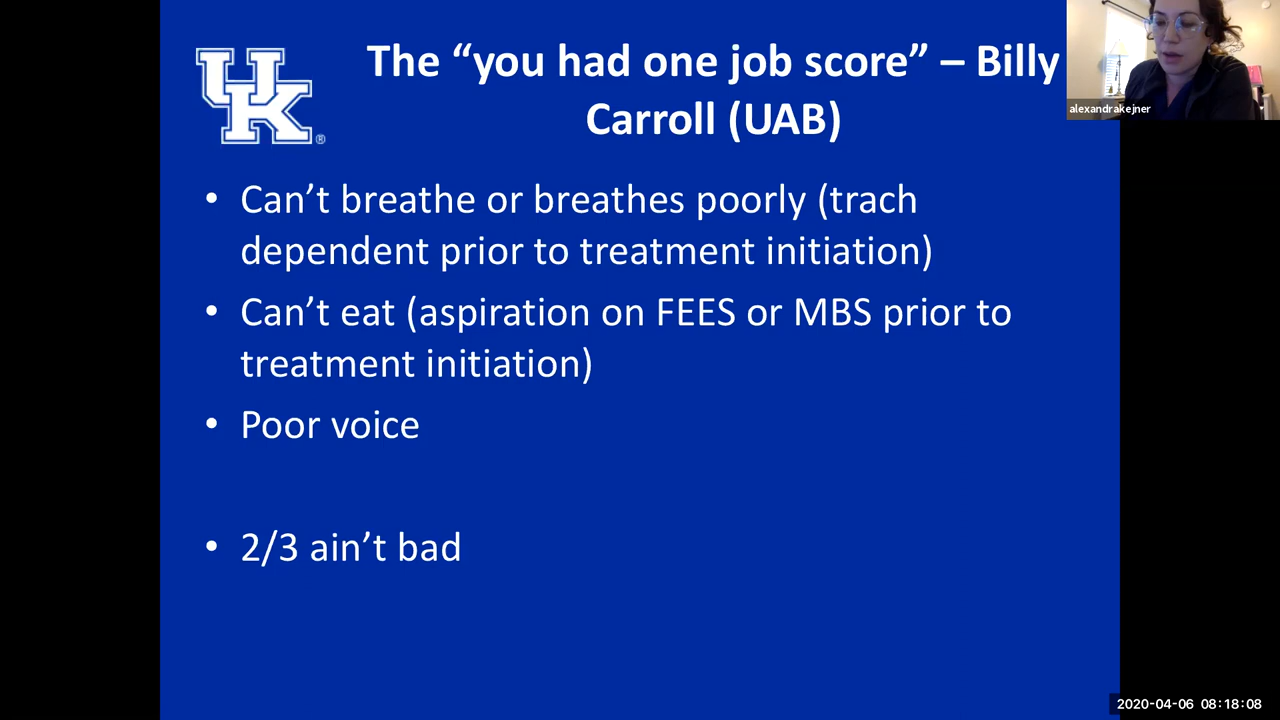 The “you had one job score” – Billy
Carroll (UAB)
UK
®
alexandrakejner
• Can’t breathe or breathes poorly (trach
dependent prior to treatment initiation)
• Can’t eat (aspiration on FEES or MBS prior to
treatment initiation)
• Poor voice
• 2/3 ain’t bad
2020-04-06 08:18:08